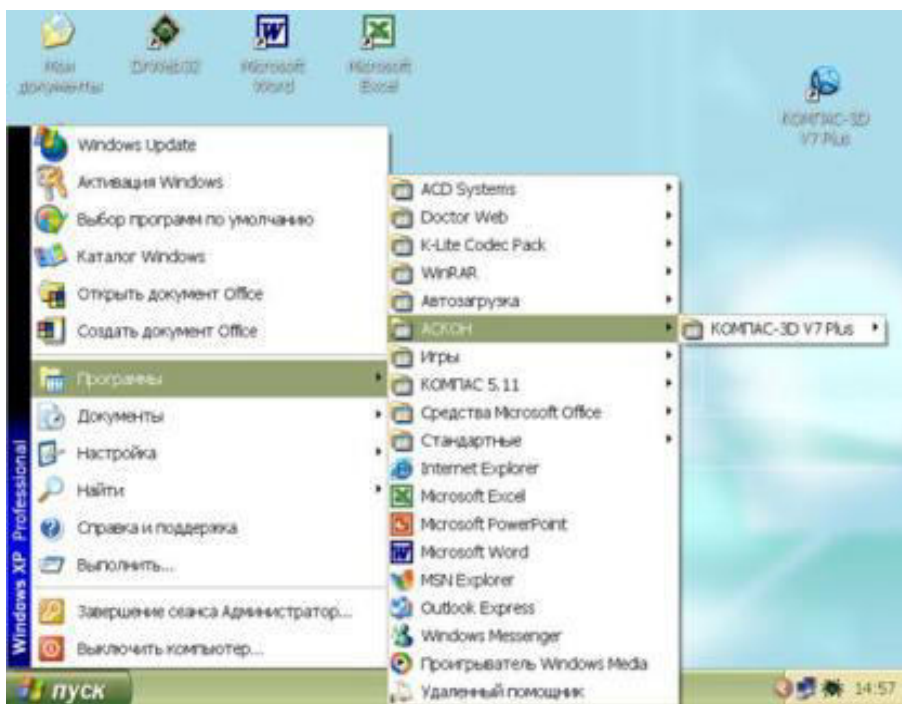 Мои
документы
DrWeb32
Microsoft
Word
Microsoft
Excel
КОМПАС-3D
V7 Plus
Windows Update
Активация Windows
Выбор программ по умолчанию
Каталог Windows
Открыть документ Office
Создать документ Office
Программы
Документы
Настройка
Найти
Справка и поддержка
Выполнить...
Завершение сеанса Администратор...
Выключить компьютер...
Windows XP Professional
ACD Systems
Doctor Web
K-Lite Codec Pack
WinRAR
Автозагрузка
АСКОН
Игры
КОМПАС 5.11
Средства Microsoft Office
Стандартные
Internet Explorer
Microsoft Excel
Microsoft PowerPoint
Microsoft Word
MSN Explorer
Outlook Express
Windows Messenger
Проигрыватель Windows Media
Удаленный помощник
КОМПАС-3D V7 Plus
пуск
14:57